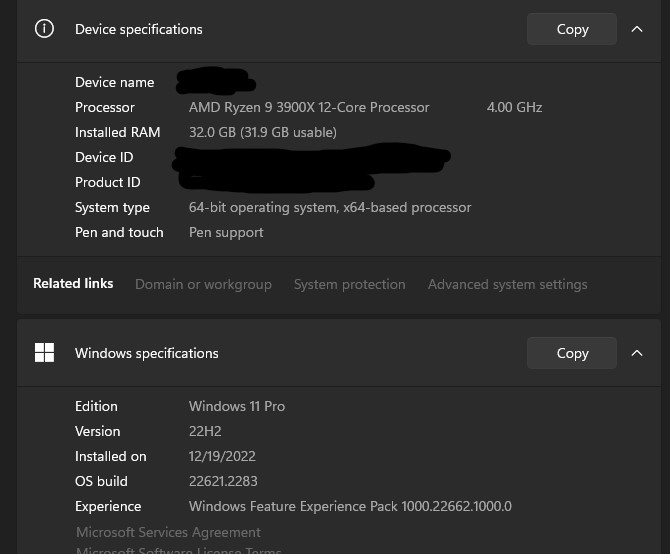 Device specifications
Copy
Device name
Processor AMD Ryzen 9 3900X 12-Core Processor 4.00 GHz
Installed RAM 32.0 GB (31.9 GB usable)
Device ID
Product ID
System type 64-bit operating system, x64-based processor
Pen and touch Pen support
Related links Domain or workgroup System protection Advanced system settings
Windows specifications
Copy
Edition Windows 11 Pro
Version 22H2
Installed on 12/19/2022
OS build 22621.2283
Experience Windows Feature Experience Pack 1000.22662.1000.0
Microsoft Services Agreement
Microsoft Software License Terms